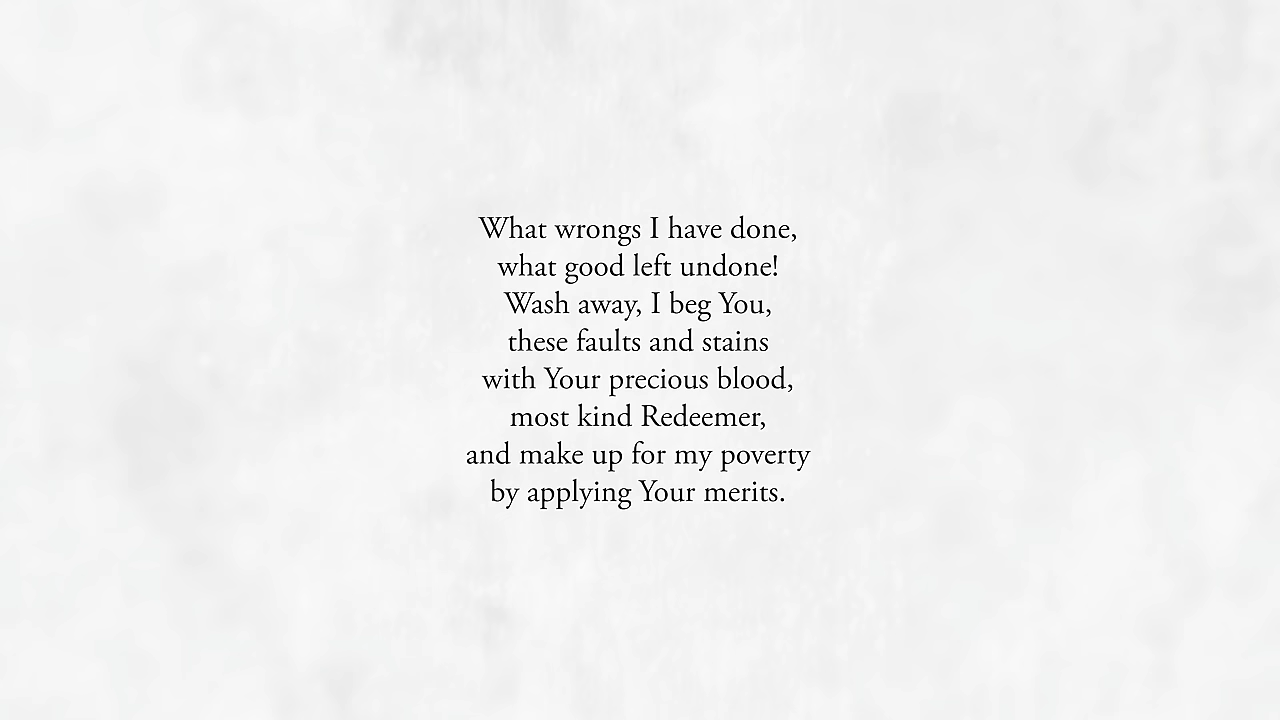 What wrongs I have done,
what good left undone!
Wash away, I beg You,
these faults and stains
with Your precious blood,
most kind Redeemer,
and make up for my poverty
by applying Your merits.